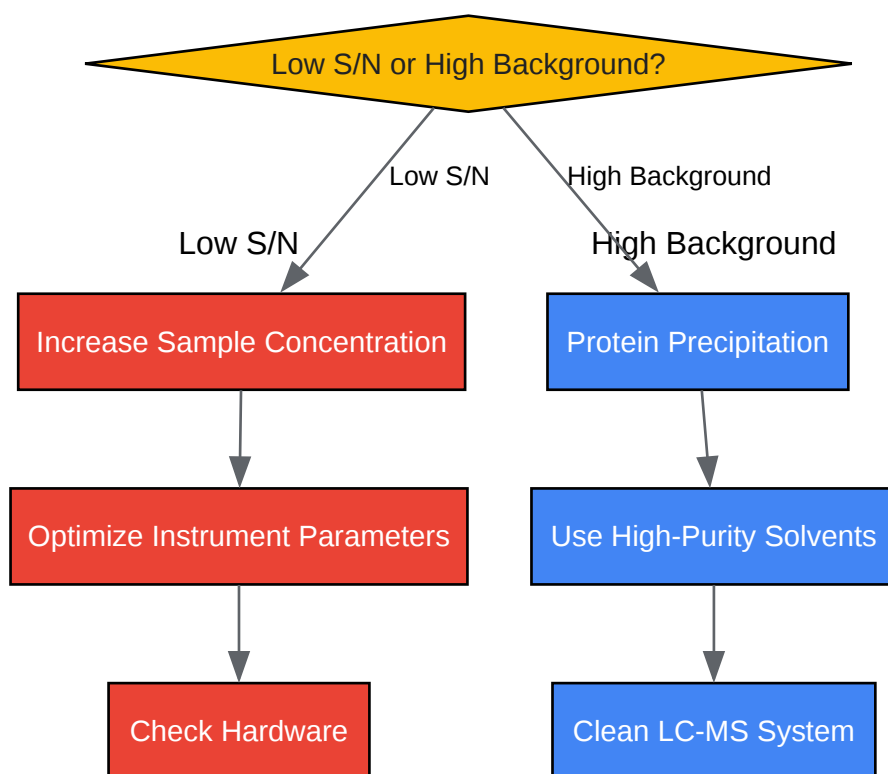 Low S/N or High Background?
Low S/N
High Background
Low S/N
High Background
Increase Sample Concentration
Protein Precipitation
Optimize Instrument Parameters
Use High-Purity Solvents
Check Hardware
Clean LC-MS System